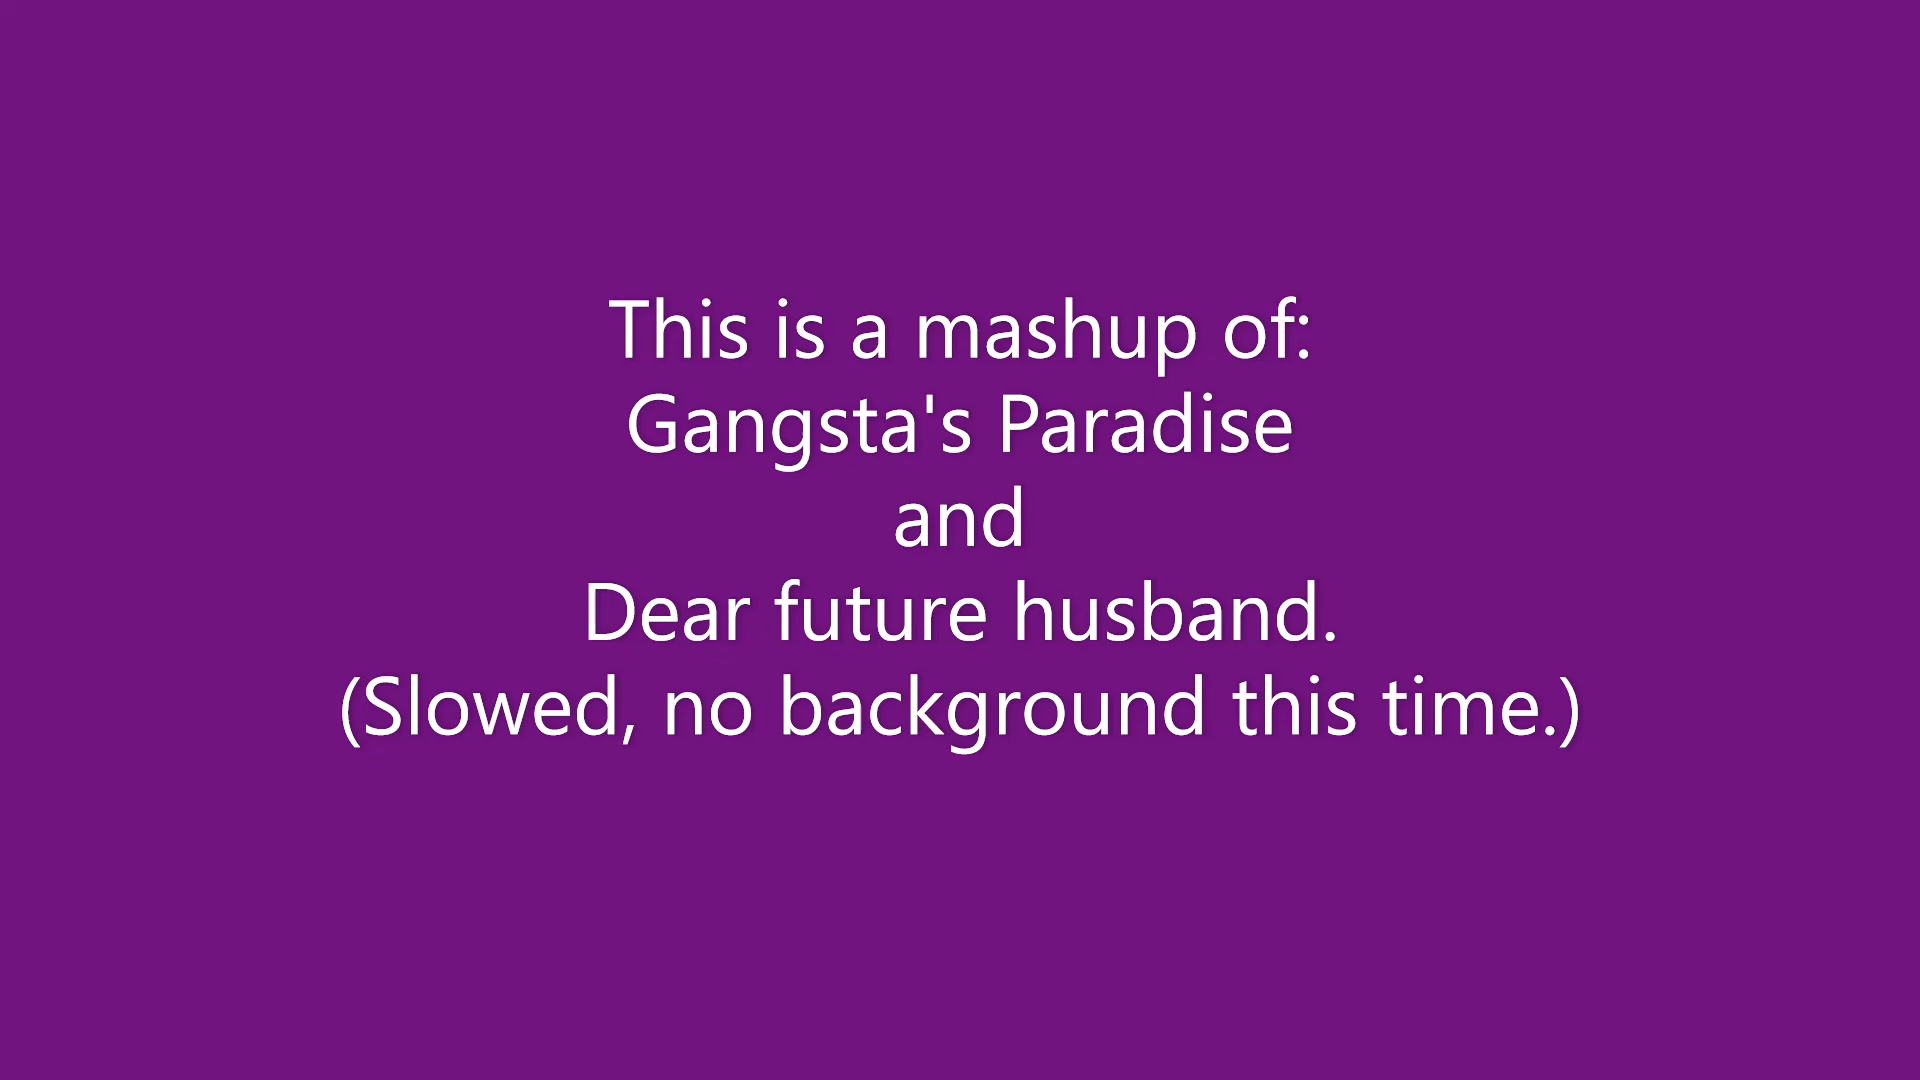 This is a mashup of:
Gangsta's Paradise
and
Dear future husband.
(Slowed, no background this time.)